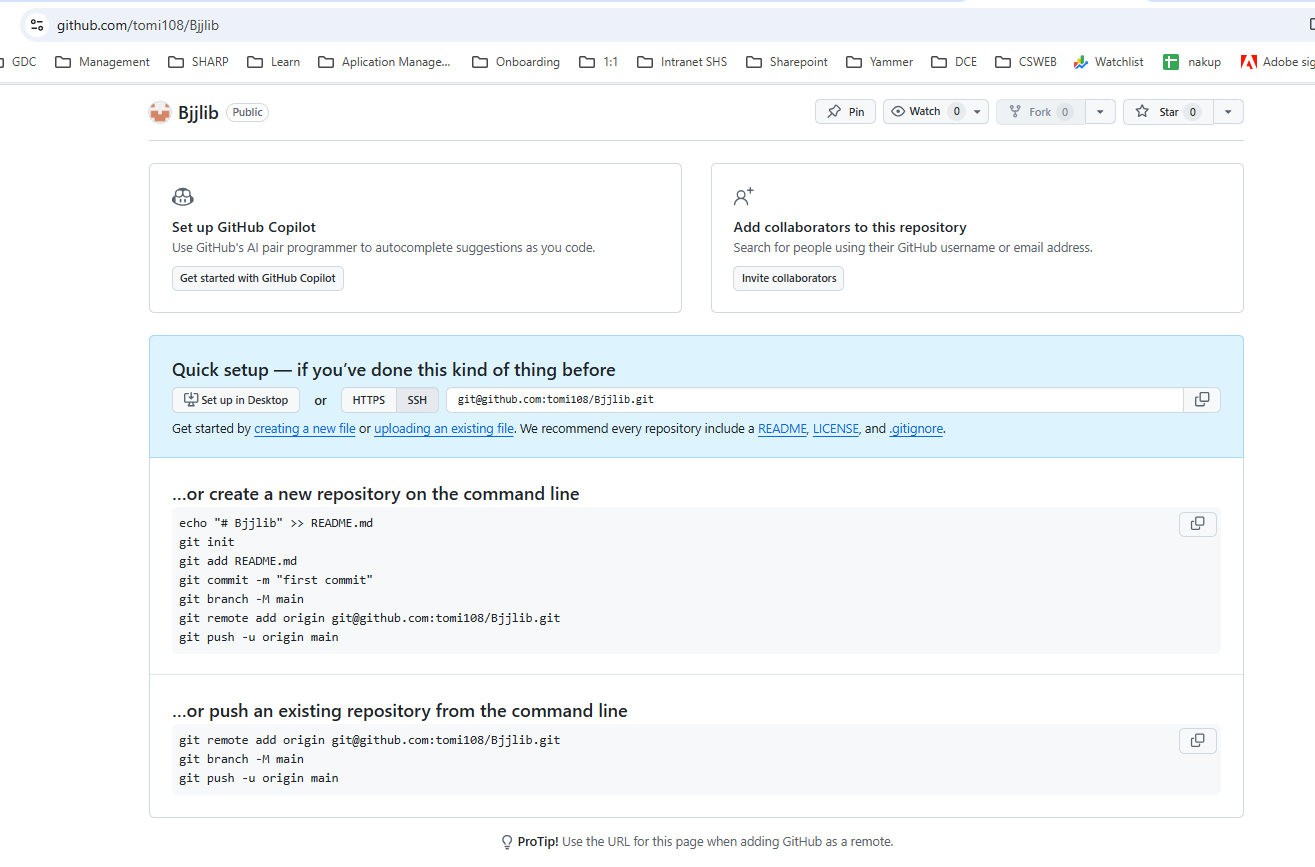 github.com/tomi108/Bjjlib
GDC Management SHARP Learn Aplication Manage... Onboarding 1:1 Intranet SHS Sharepoint Yammer DCE CSWEB Watchlist nakup Adobe sig
Bjjlib Public Pin Watch 0 Fork 0 Star 0
Set up GitHub Copilot
Use GitHub's AI pair programmer to autocomplete suggestions as you code.
Get started with GitHub Copilot
Add collaborators to this repository
Search for people using their GitHub username or email address.
Invite collaborators
Quick setup — if you've done this kind of thing before
Set up in Desktop or HTTPS SSH git@github.com:tomi108/Bjjlib.git
Get started by creating a new file or uploading an existing file. We recommend every repository include a README, LICENSE, and .gitignore.
...or create a new repository on the command line
echo "# Bjjlib" >> README.md
git init
git add README.md
git commit -m "first commit"
git branch -M main
git remote add origin git@github.com:tomi108/Bjjlib.git
git push -u origin main
...or push an existing repository from the command line
git remote add origin git@github.com:tomi108/Bjjlib.git
git branch -M main
git push -u origin main
ProTip! Use the URL for this page when adding GitHub as a remote.